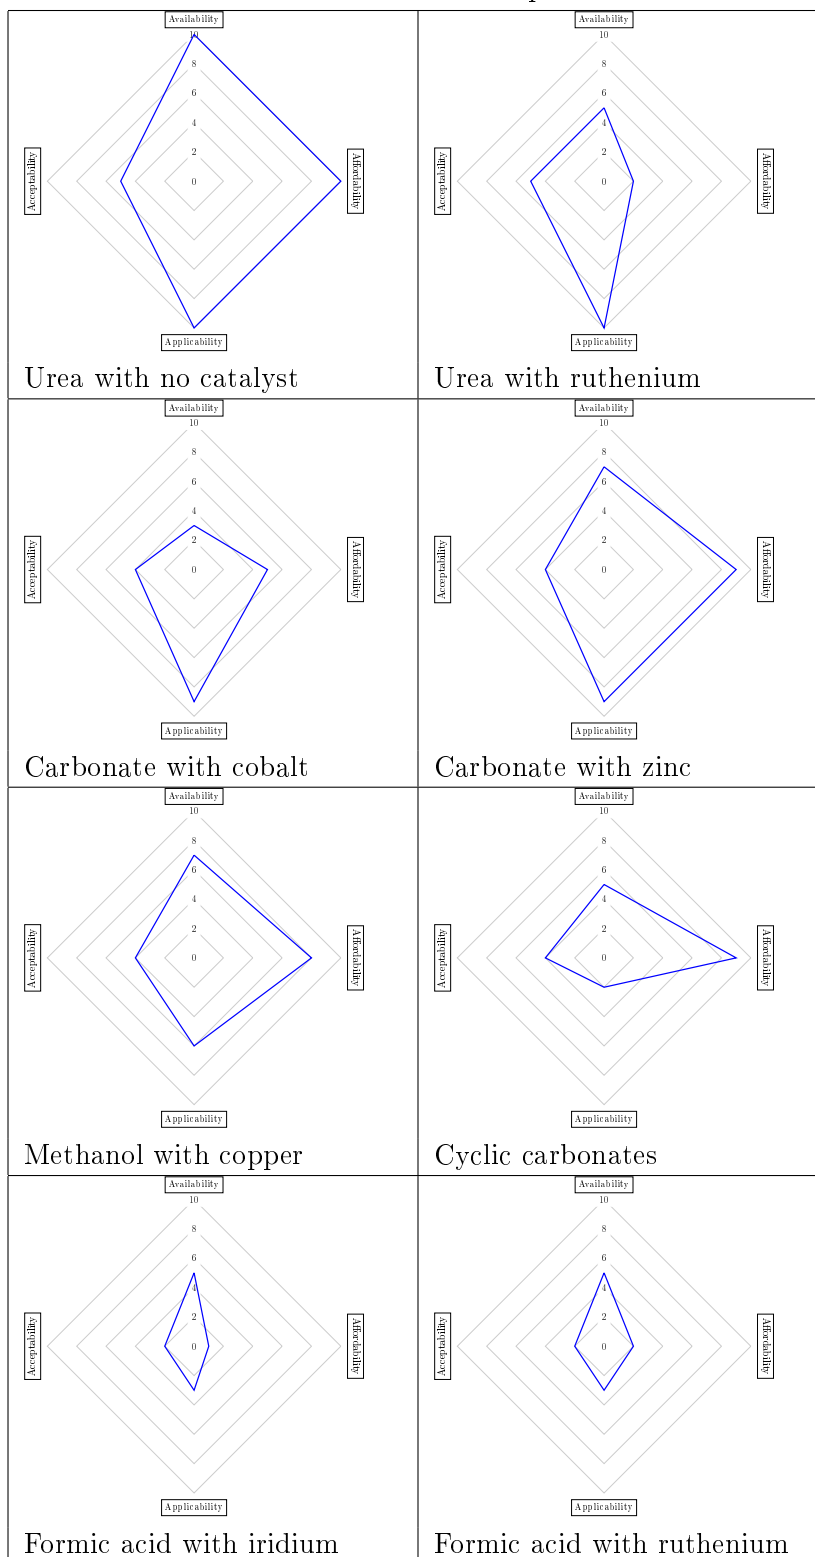 Availability
10
8
6
4
2
0
Acceptability
Affordability
Applicability
Urea with no catalyst
Availability
10
8
6
4
2
0
Acceptability
Affordability
Applicability
Urea with ruthenium
Availability
10
8
6
4
2
0
Acceptability
Affordability
Applicability
Carbonate with cobalt
Availability
10
8
6
4
2
0
Acceptability
Affordability
Applicability
Carbonate with zinc
Availability
10
8
6
4
2
0
Acceptability
Affordability
Applicability
Methanol with copper
Availability
10
8
6
4
2
0
Acceptability
Affordability
Applicability
Cyclic carbonates
Availability
10
8
6
4
2
0
Acceptability
Affordability
Applicability
Formic acid with iridium
Availability
10
8
6
4
2
0
Acceptability
Affordability
Applicability
Formic acid with ruthenium